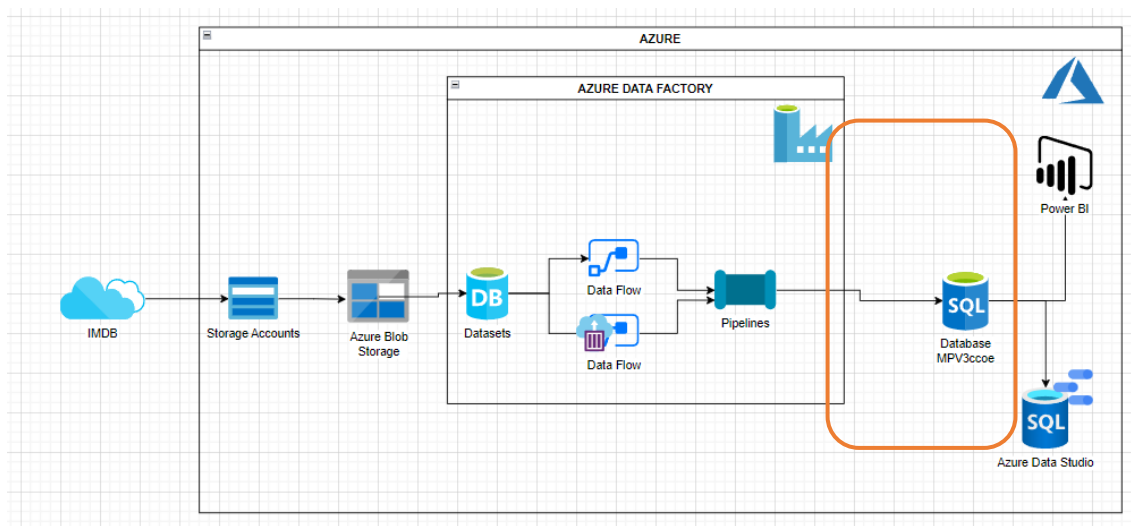 AZURE
AZURE DATA FACTORY
Power BI
Data Flow
DB
SQL
IMDB
Storage Accounts
Azure Blob
Storage
Datasets
Pipelines
Database
MPV3ccoe
Data Flow
SQL
Azure Data Studio